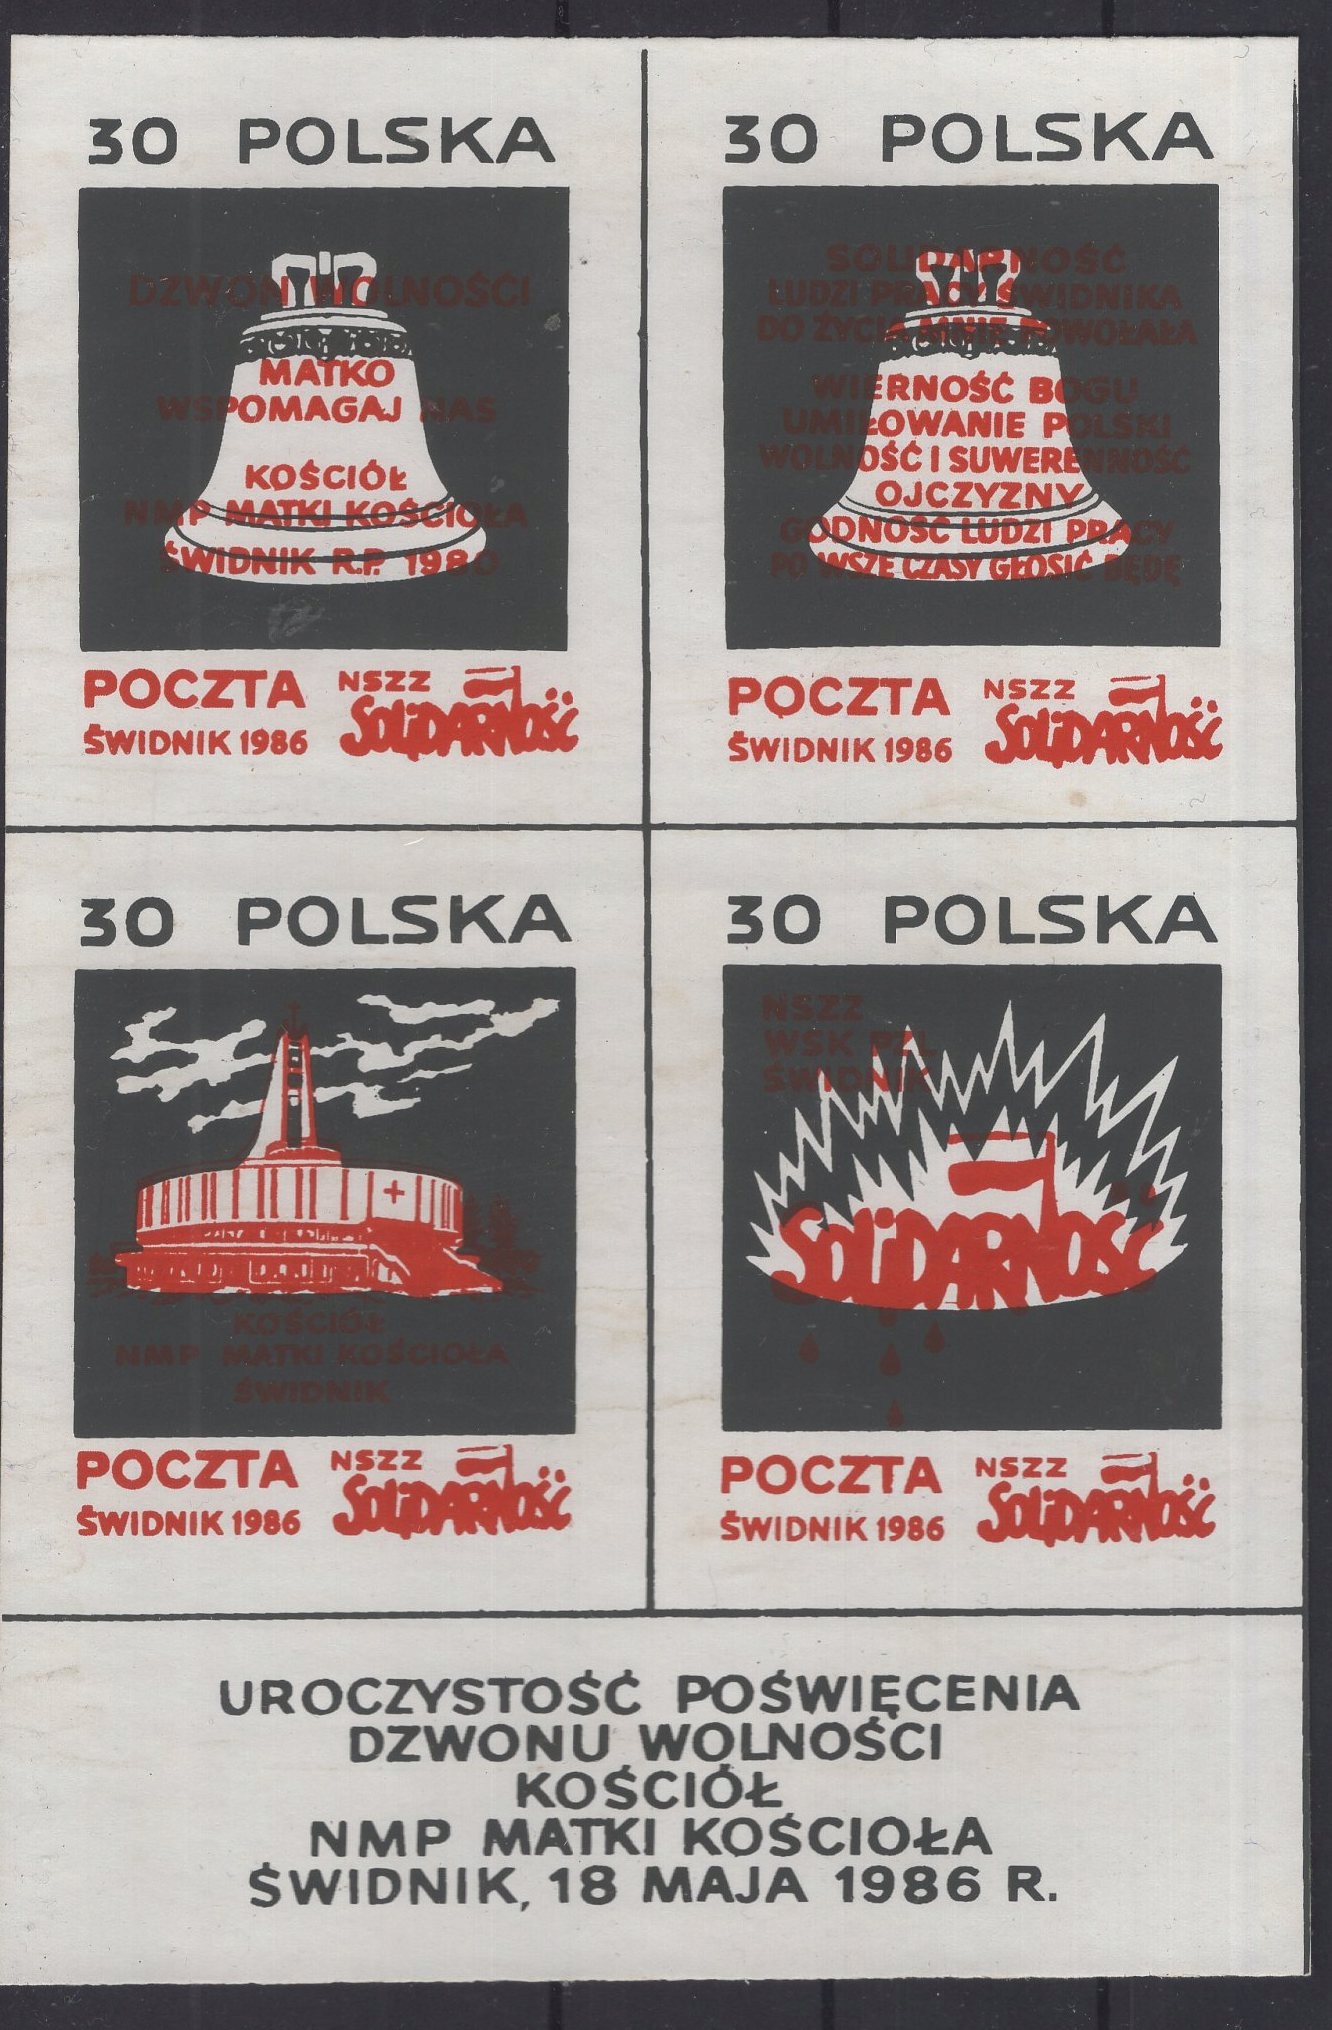 30 POLSKA
DZWON WOLNOŚĆI
MATKO
WSPOMAGAJ NAS
KOŚCIÓŁ
NMP MATKI KOŚCIOŁA
ŚWIDNIK R.P. 1980
POCZTA
ŚWIDNIK 1986
NSZZ
SOLIDARNOŚĆ
30 POLSKA
SOLIDARNOŚĆ
LUDZI PRACY ŚWIDNIKA
DO ŻYCIA MNIE POWOŁAŁA
WIERNOŚĆ BOGU
UMIŁOWANIE POLSKI
WOLNOŚĆ I SUWERENNOŚĆ
OJCZYZNY
GODNOŚĆ LUDZI PRACY
PO WSZE CZASY GŁOSIĆ BĘDĘ
POCZTA
ŚWIDNIK 1986
NSZZ
SOLIDARNOŚĆ
30 POLSKA
KOŚCIÓŁ
NMP MATKI KOŚCIOŁA
ŚWIDNIK
POCZTA
ŚWIDNIK 1986
NSZZ
SOLIDARNOŚĆ
30 POLSKA
NSZZ
WSK PZL
ŚWIDNIK
SOLIDARNOŚĆ
POCZTA
ŚWIDNIK 1986
NSZZ
SOLIDARNOŚĆ
UROCZYSTOŚĆ POŚWIĘCENIA
DZWONU WOLNOŚCI
KOŚCIÓŁ
NMP MATKI KOŚCIOŁA
ŚWIDNIK, 18 MAJA 1986 R.